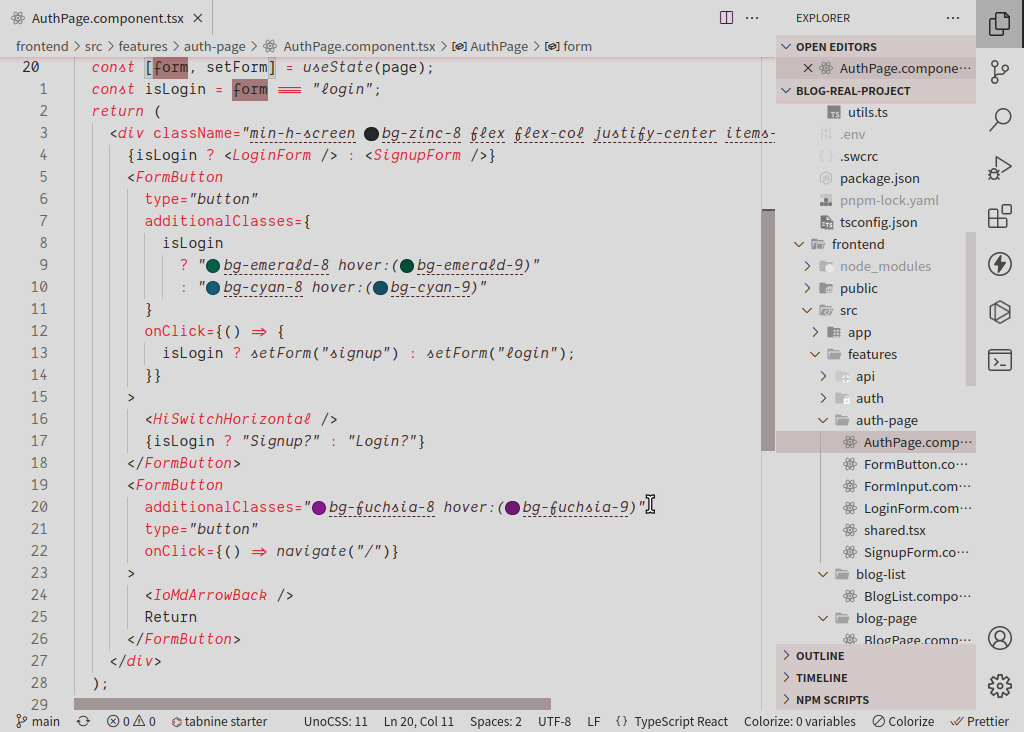 AuthPage.component.tsx
frontend > src > features > auth-page > AuthPage.component.tsx > AuthPage > form
20 const [form, setForm] = useState(page);
1 const isLogin = form === "login";
2 return (
3 <div className="min-h-screen bg-zinc-8 flex flex-col justify-center items-
4 {isLogin ? <LoginForm /> : <SignupForm />}
5 <FormButton
6 type="button"
7 additionalClasses={
8 isLogin
9 ? "bg-emerald-8 hover:(bg-emerald-9)"
10 : "bg-cyan-8 hover:(bg-cyan-9)"
11 }
12 onClick={() => {
13 isLogin ? setForm("signup") : setForm("login");
14 }}
15 >
16 <HiSwitchHorizontal />
17 {isLogin ? "Signup?" : "Login?"}
18 </FormButton>
19 <FormButton
20 additionalClasses="bg-fuchsia-8 hover:(bg-fuchsia-9)"
21 type="button"
22 onClick={() => navigate("/")}
23 >
24 <IoMdArrowBack />
25 Return
26 </FormButton>
27 </div>
28 );
29
EXPLORER
OPEN EDITORS
AuthPage.compone···
BLOG-REAL-PROJECT
utils.ts
.env
.swcrc
package.json
pnpm-lock.yaml
tsconfig.json
frontend
node_modules
public
src
app
features
api
auth
auth-page
AuthPage.comp···
FormButton.co···
FormInput.com···
LoginForm.com···
shared.tsx
SignupForm.co···
blog-list
BlogList.compo···
blog-page
BlogPage.comp···
OUTLINE
TIMELINE
NPM SCRIPTS
main 0 0 tabnine starter UnoCSS: 11 Ln 20, Col 11 Spaces: 2 UTF-8 LF {} TypeScript React Colorize: 0 variables Colorize Prettier